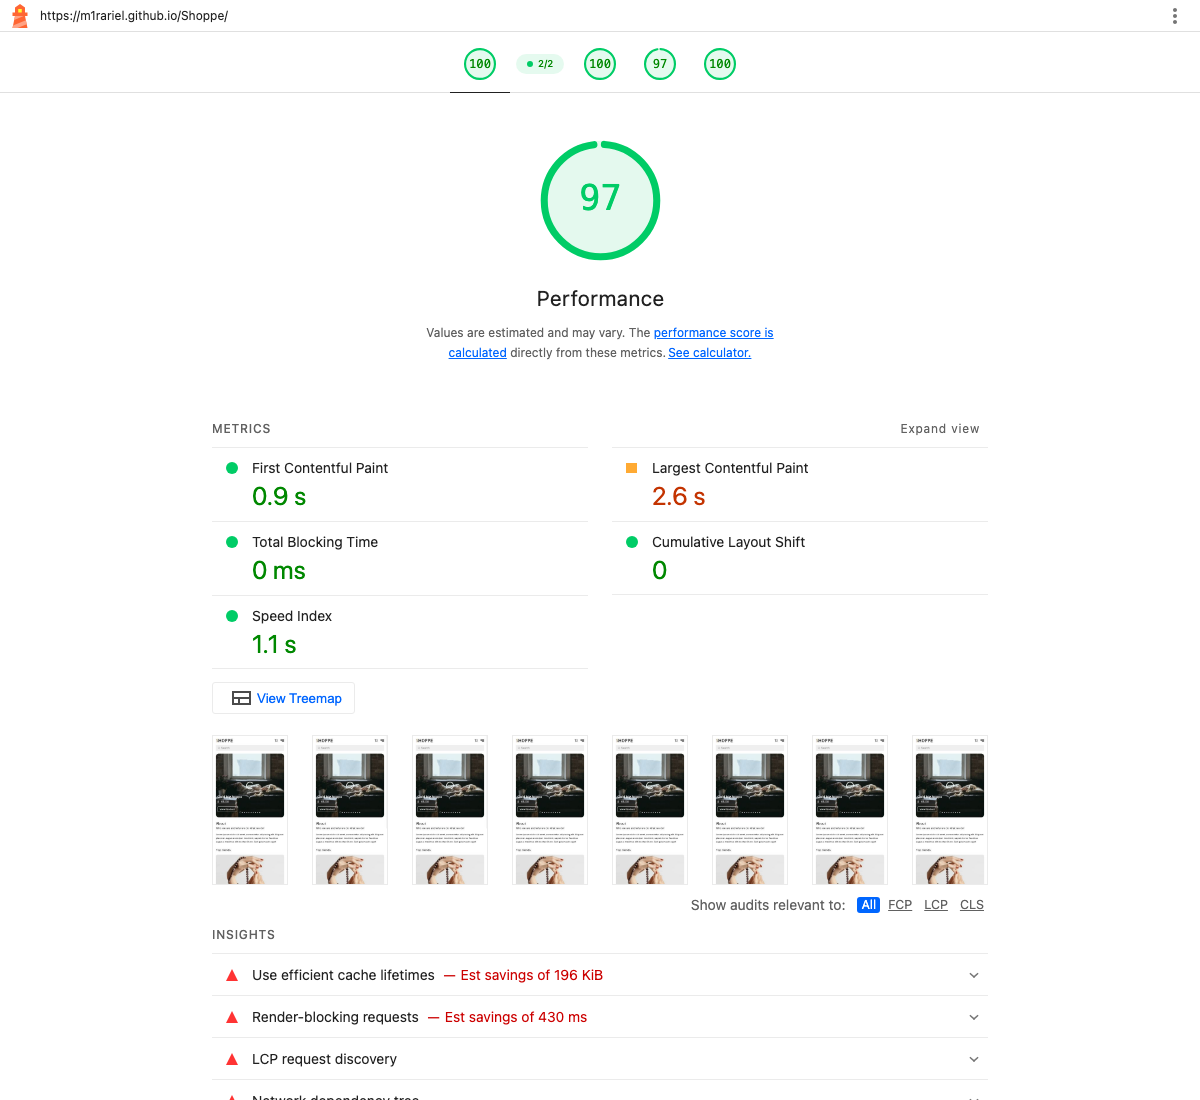 https://m1rariel.github.io/Shoppe/
100
2/2
100
97
100
97
Performance
Values are estimated and may vary. The performance score is
calculated directly from these metrics. See calculator.
METRICS
Expand view
First Contentful Paint
0.9 s
Largest Contentful Paint
2.6 s
Total Blocking Time
0 ms
Cumulative Layout Shift
0
Speed Index
1.1 s
View Treemap
Show audits relevant to: All FCP LCP CLS
INSIGHTS
Use efficient cache lifetimes — Est savings of 196 KiB
Render-blocking requests — Est savings of 430 ms
LCP request discovery
Network dependency tree